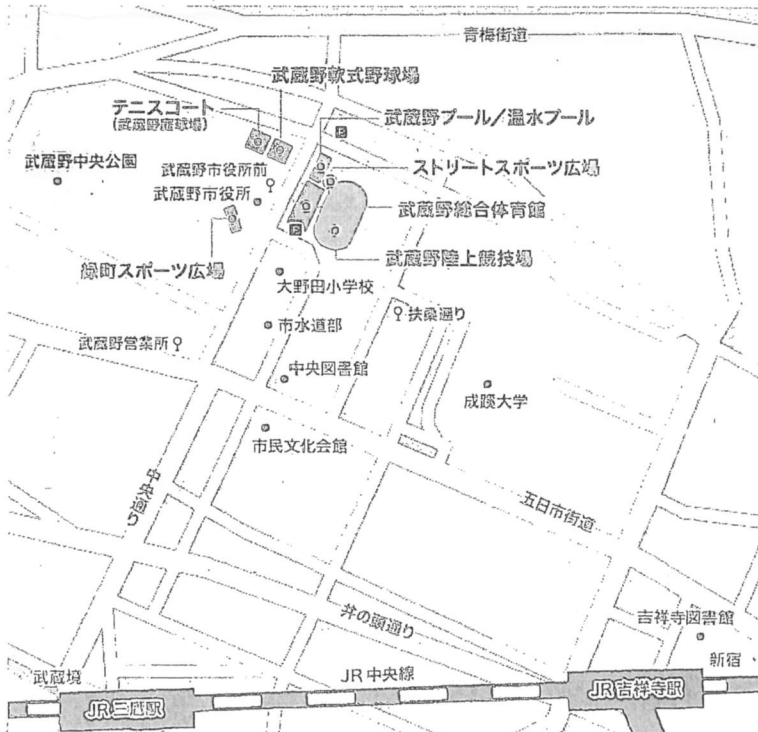 青梅街道
武蔵野軟式野球場
テニスコート
(武蔵野庭球場)
武蔵野プール/温水プール
P
武蔵野中央公園
武蔵野市役所前
ストリートスポーツ広場
武蔵野市役所
武蔵野総合体育館
P
緑町スポーツ広場
武蔵野陸上競技場
大野田小学校
扶桑通り
市水道部
武蔵野営業所
中央図書館
成蹊大学
市民文化会館
中央通り
五日市街道
井の頭通り
吉祥寺図書館
新宿
武蔵境
JR中央線
JR三鷹駅
JR吉祥寺駅